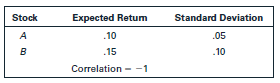 Stock Expected Return Standard Deviation
A .10 .05
B .15 .10
Correlation = -1